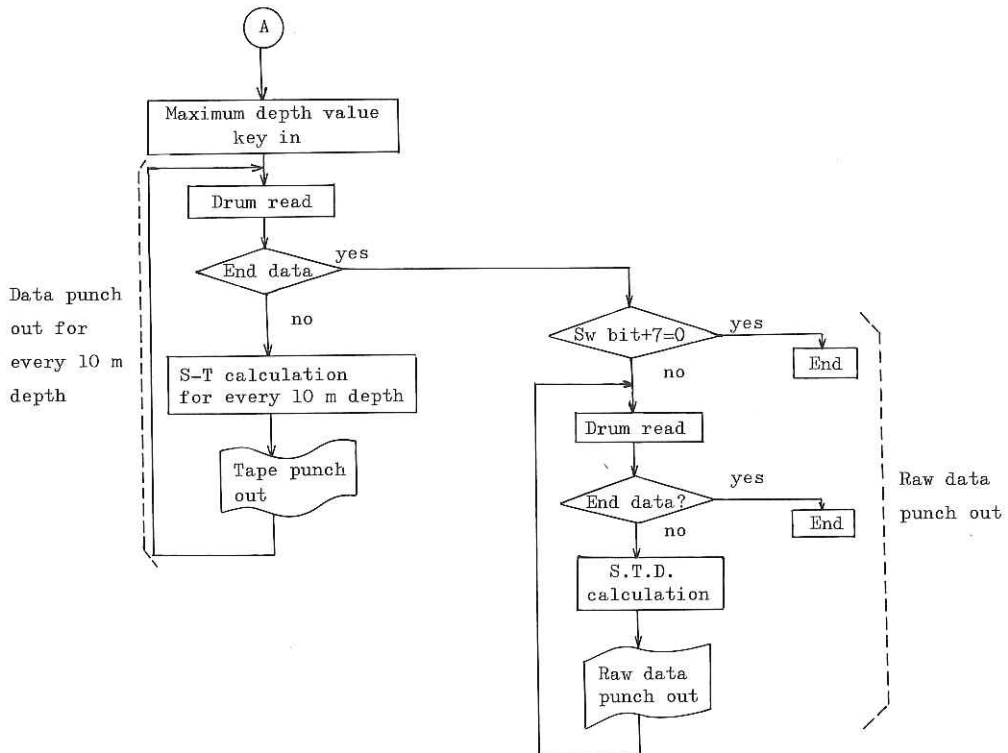 A
Maximum depth value
key in
Drum read
End data
yes
no
S-T calculation
for every 10 m depth
Tape punch
out
Data punch
out for
every 10 m
depth
Sw bit+7=0
yes
End
no
Drum read
End data?
yes
End
no
S.T.D.
calculation
Raw data
punch out
Raw data
punch out